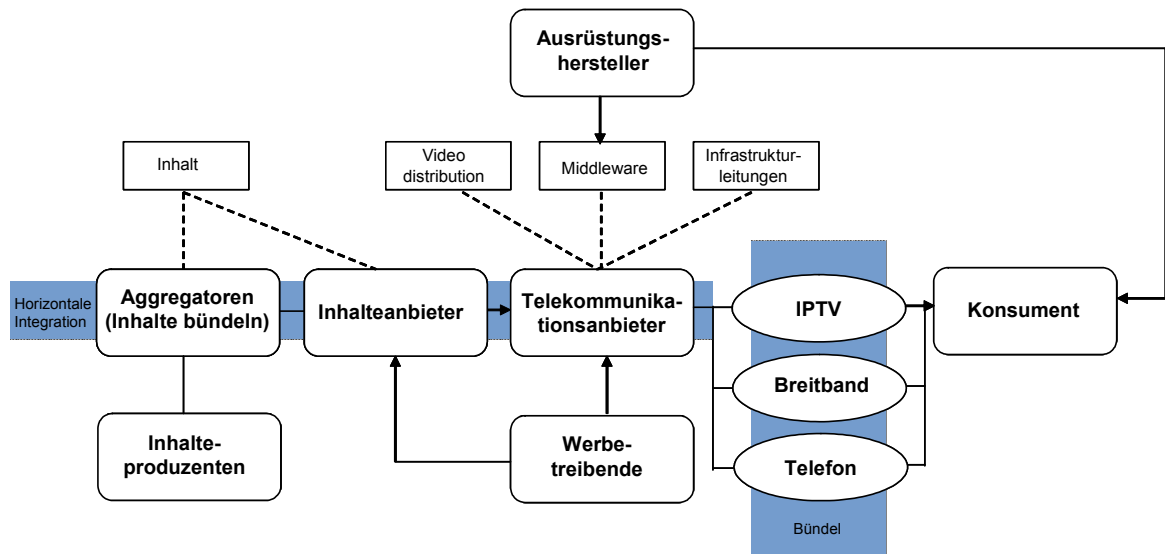 Ausrüstungs-
hersteller
Inhalt
Video
distribution
Middleware
Infrastruktur-
leitungen
Horizontale
Integration
Aggregatoren
(Inhalte bündeln)
Inhalteanbieter
Telekommunika-
tionsanbieter
IPTV
Konsument
Breitband
Inhalte-
produzenten
Werbe-
treibende
Telefon
Bündel